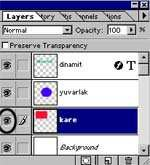 Layers
Normal Opacity: 100 %
Preserve Transparency
dinamit T
yuvarlak
kare
Background